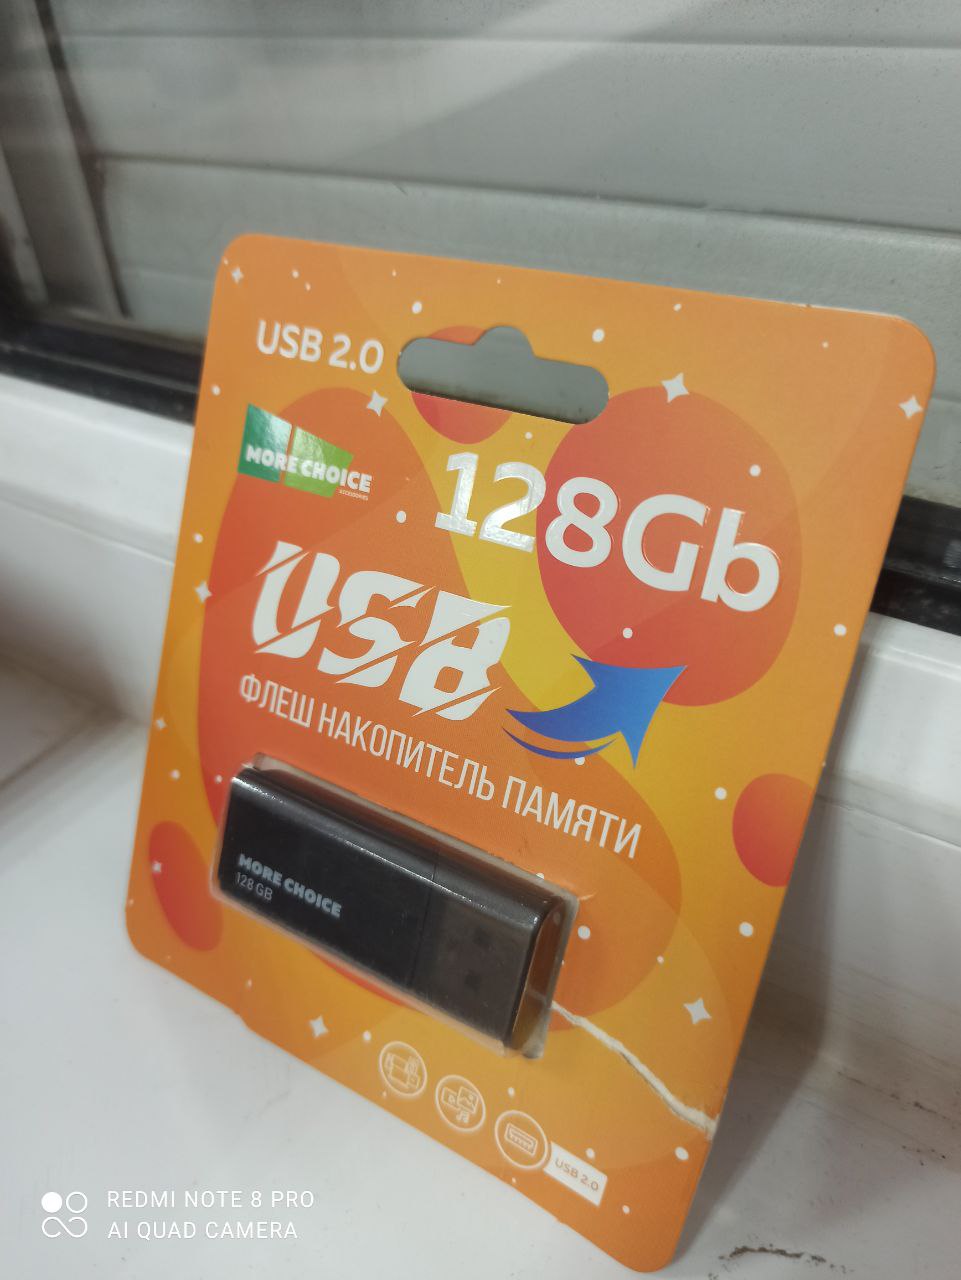 USB 2.0
MORE CHOICE
ACCESSORIES
128Gb
USB
ФЛЕШ НАКОПИТЕЛЬ ПАМЯТИ
MORE CHOICE
128 GB
USB 2.0
REDMI NOTE 8 PRO
AI QUAD CAMERA